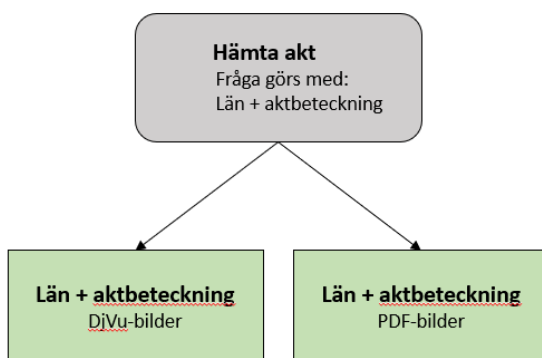 Hämta akt
Fråga görs med:
Län + aktbeteckning
Län + aktbeteckning
DjVu-bilder
Län + aktbeteckning
PDF-bilder